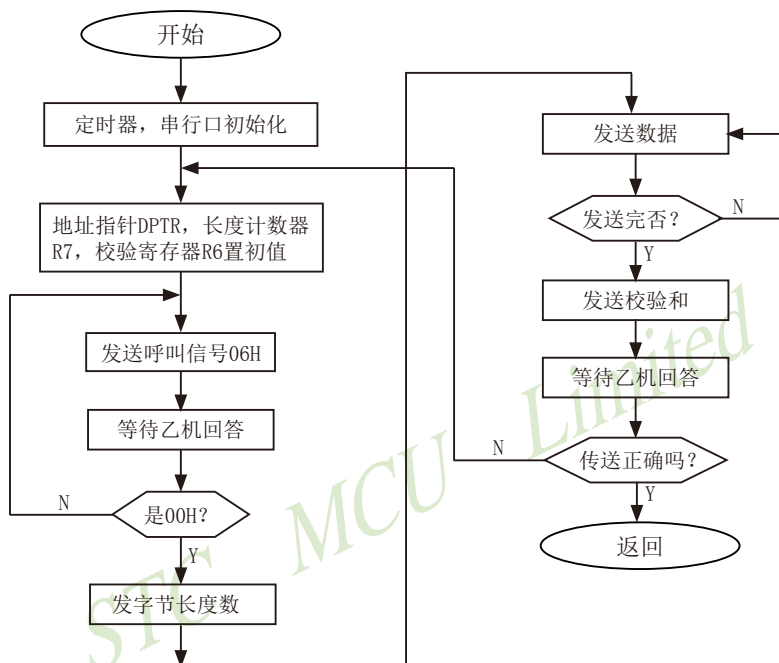 开始
定时器，串行口初始化
地址指针DPTR，长度计数器
R7，校验寄存器R6置初值
发送呼叫信号06H
等待乙机回答
是00H？
N
Y
发字节长度数
发送数据
发送完否？
N
Y
发送校验和
等待乙机回答
传送正确吗？
N
Y
返回
STC MCU Limited